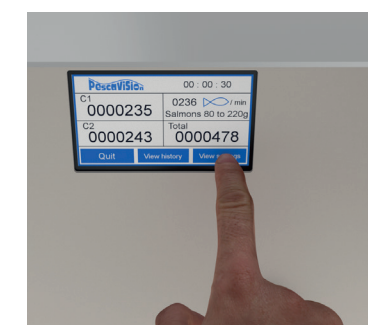 PescaVision
00 : 00 : 30
C1
0000235
0236 / min
Salmons 80 to 220g
C2
0000243
Total
0000478
Quit
View history
View